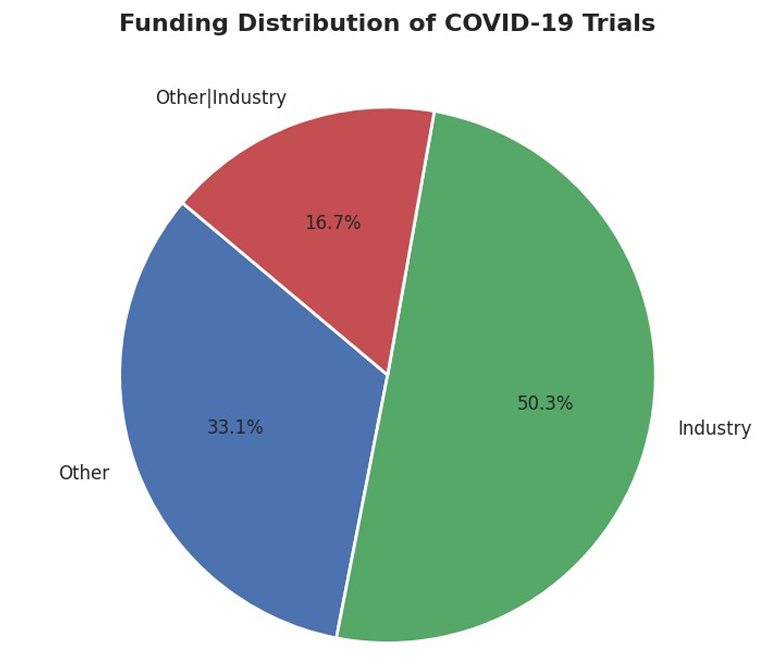 Funding Distribution of COVID-19 Trials
Other|Industry
16.7%
50.3%
Industry
33.1%
Other